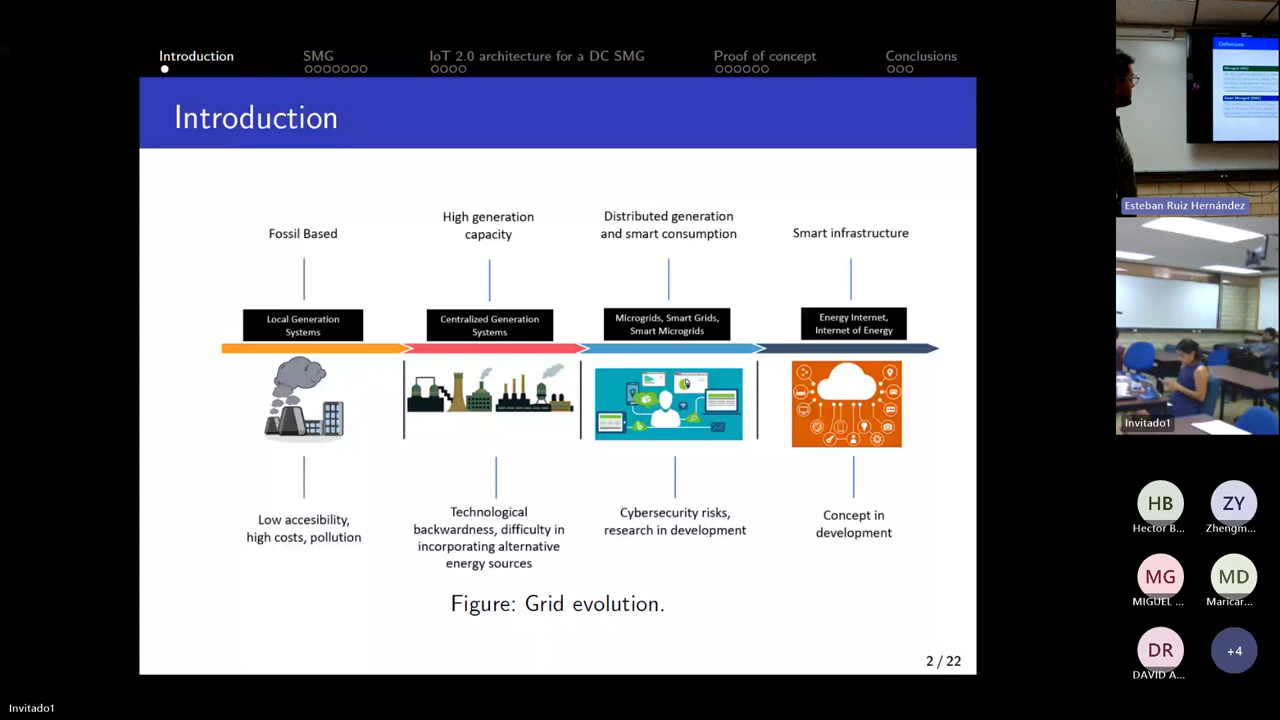 Introduction
SMG
IoT 2.0 architecture for a DC SMG
Proof of concept
Conclusions
Introduction
Fossil Based
High generation
capacity
Distributed generation
and smart consumption
Smart infrastructure
Local Generation
Systems
Centralized Generation
Systems
Microgrids, Smart Grids,
Smart Microgrids
Energy Internet,
Internet of Energy
Low accesibility,
high costs, pollution
Technological
backwardness, difficulty in
incorporating alternative
energy sources
Cybersecurity risks,
research in development
Concept in
development
Figure: Grid evolution.
2 / 22
Definitions
Esteban Ruiz Hernández
Invitado1
HB
Hector B...
ZY
Zhengm...
MG
MIGUEL ...
MD
Maricar...
DR
DAVID A...
+4
Invitado1